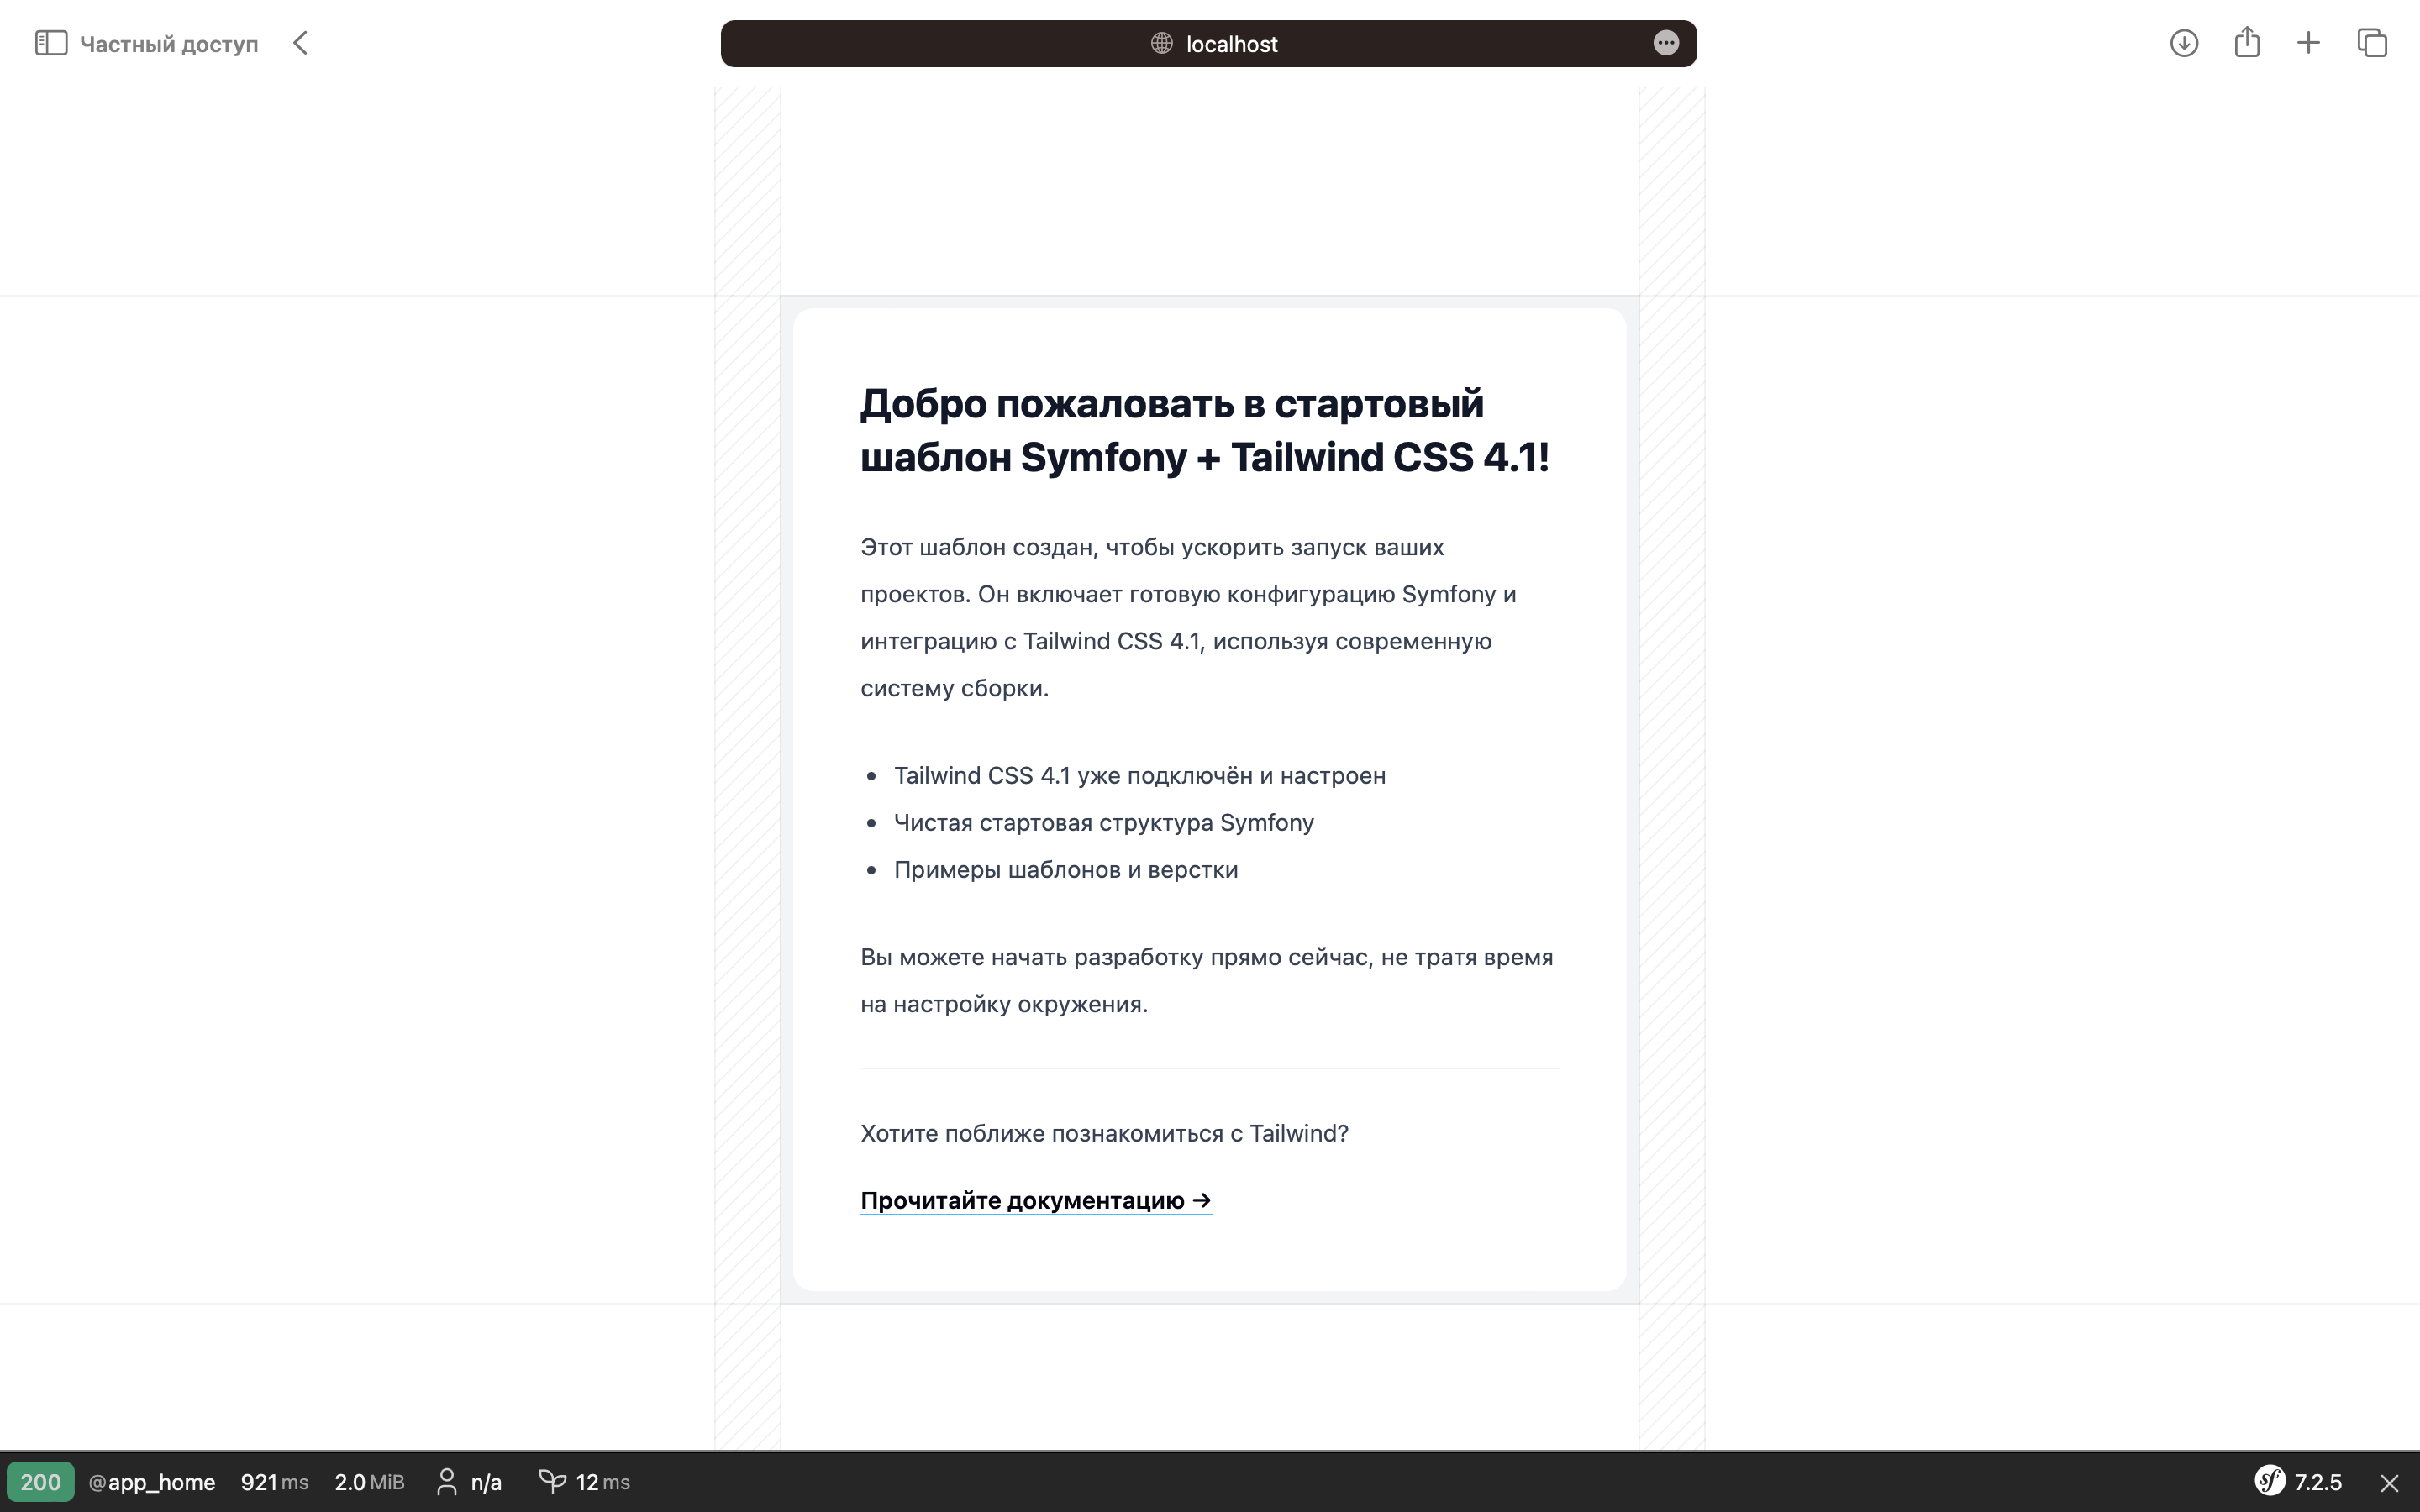 Частный доступ
localhost
Добро пожаловать в стартовый
шаблон Symfony + Tailwind CSS 4.1!
Этот шаблон создан, чтобы ускорить запуск ваших
проектов. Он включает готовую конфигурацию Symfony и
интеграцию с Tailwind CSS 4.1, используя современную
систему сборки.
• Tailwind CSS 4.1 уже подключён и настроен
• Чистая стартовая структура Symfony
• Примеры шаблонов и верстки
Вы можете начать разработку прямо сейчас, не тратя время
на настройку окружения.
Хотите поближе познакомиться с Tailwind?
Прочитайте документацию →
200 @app_home 921 ms 2.0 MiB n/a 12 ms sf 7.2.5